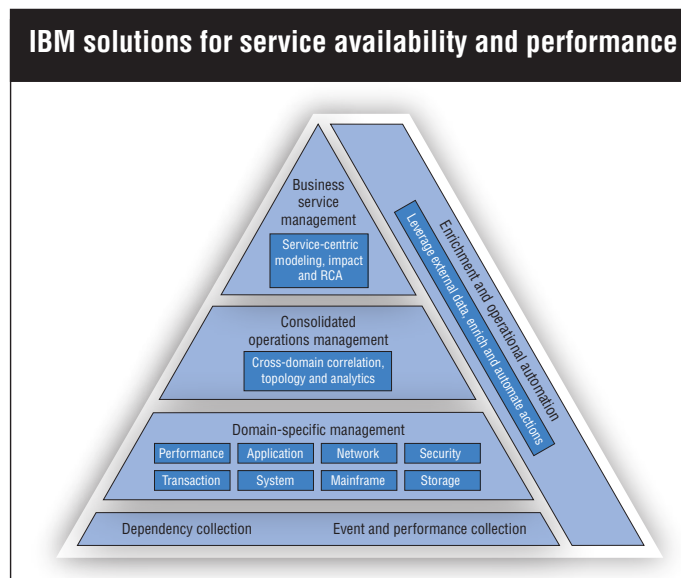 IBM solutions for service availability and performance
Business
service
management
Service-centric
modeling, impact
and RCA
Consolidated
operations management
Cross-domain correlation,
topology and analytics
Domain-specific management
Performance
Application
Network
Security
Transaction
System
Mainframe
Storage
Dependency collection
Event and performance collection
Enrichment and operational automation
Leverage external data, enrich and automate actions